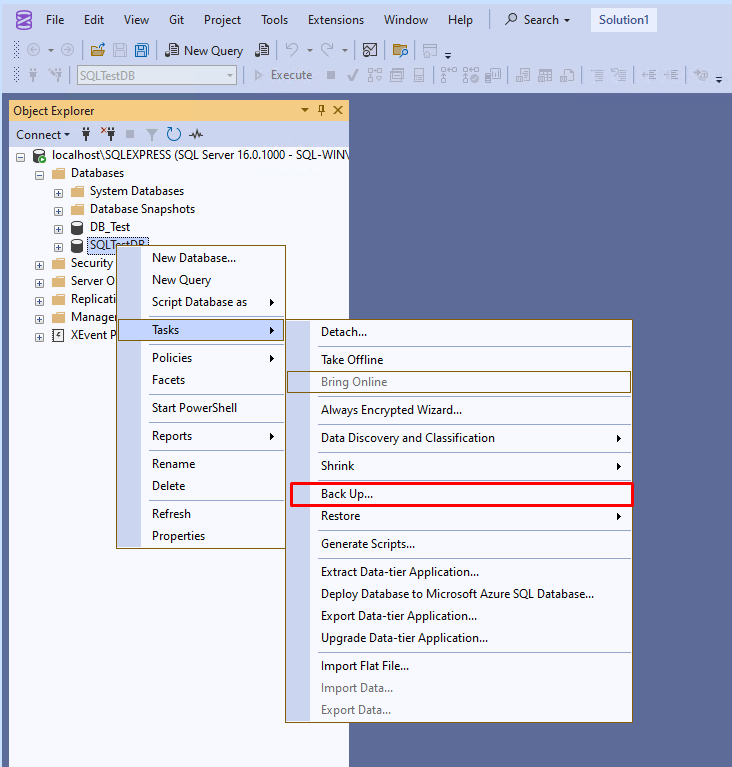 File Edit View Git Project Tools Extensions Window Help Search Solution1
New Query
SQLTestDB Execute
Object Explorer
Connect
localhost\SQLEXPRESS (SQL Server 16.0.1000 - SQL-WIN\
Databases
System Databases
Database Snapshots
DB_Test
SQLTestDB
Security
Server O
Replicati
Manage
XEvent P
New Database...
New Query
Script Database as
Tasks
Policies
Facets
Start PowerShell
Reports
Rename
Delete
Refresh
Properties
Detach...
Take Offline
Bring Online
Always Encrypted Wizard...
Data Discovery and Classification
Shrink
Back Up...
Restore
Generate Scripts...
Extract Data-tier Application...
Deploy Database to Microsoft Azure SQL Database...
Export Data-tier Application...
Upgrade Data-tier Application...
Import Flat File...
Import Data...
Export Data...